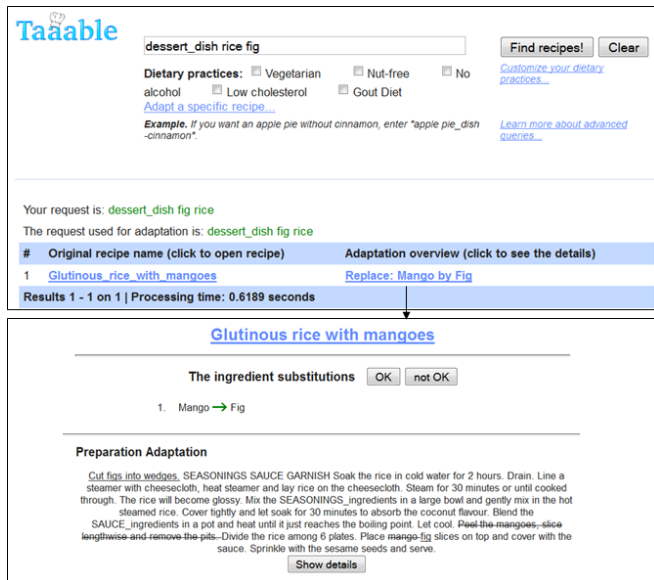 Taaable
dessert_dish rice fig
Find recipes! Clear
Dietary practices: Vegetarian Nut-free No
alcohol Low cholesterol Gout Diet
Customize your dietary
practices...
Adapt a specific recipe...
Example. If you want an apple pie without cinnamon, enter "apple pie_dish
-cinnamon".
Learn more about advanced
queries...
Your request is: dessert_dish fig rice
The request used for adaptation is: dessert_dish fig rice
# Original recipe name (click to open recipe) Adaptation overview (click to see the details)
1 Glutinous_rice_with_mangoes Replace: Mango by Fig
Results 1 - 1 on 1 | Processing time: 0.6189 seconds
Glutinous rice with mangoes
The ingredient substitutions OK not OK
1. Mango → Fig
Preparation Adaptation
Cut figs into wedges. SEASONINGS SAUCE GARNISH Soak the rice in cold water for 2 hours. Drain. Line a
steamer with cheesecloth, heat steamer and lay rice on the cheesecloth. Steam for 30 minutes or until cooked
through. The rice will become glossy. Mix the SEASONINGS_ingredients in a large bowl and gently mix in the hot
steamed rice. Cover tightly and let soak for 30 minutes to absorb the coconut flavour. Blend the
SAUCE_ingredients in a pot and heat until it just reaches the boiling point. Let cool. Peel the mangoes, slice
lengthwise and remove the pits. Divide the rice among 6 plates. Place mango fig slices on top and cover with the
sauce. Sprinkle with the sesame seeds and serve.
Show details